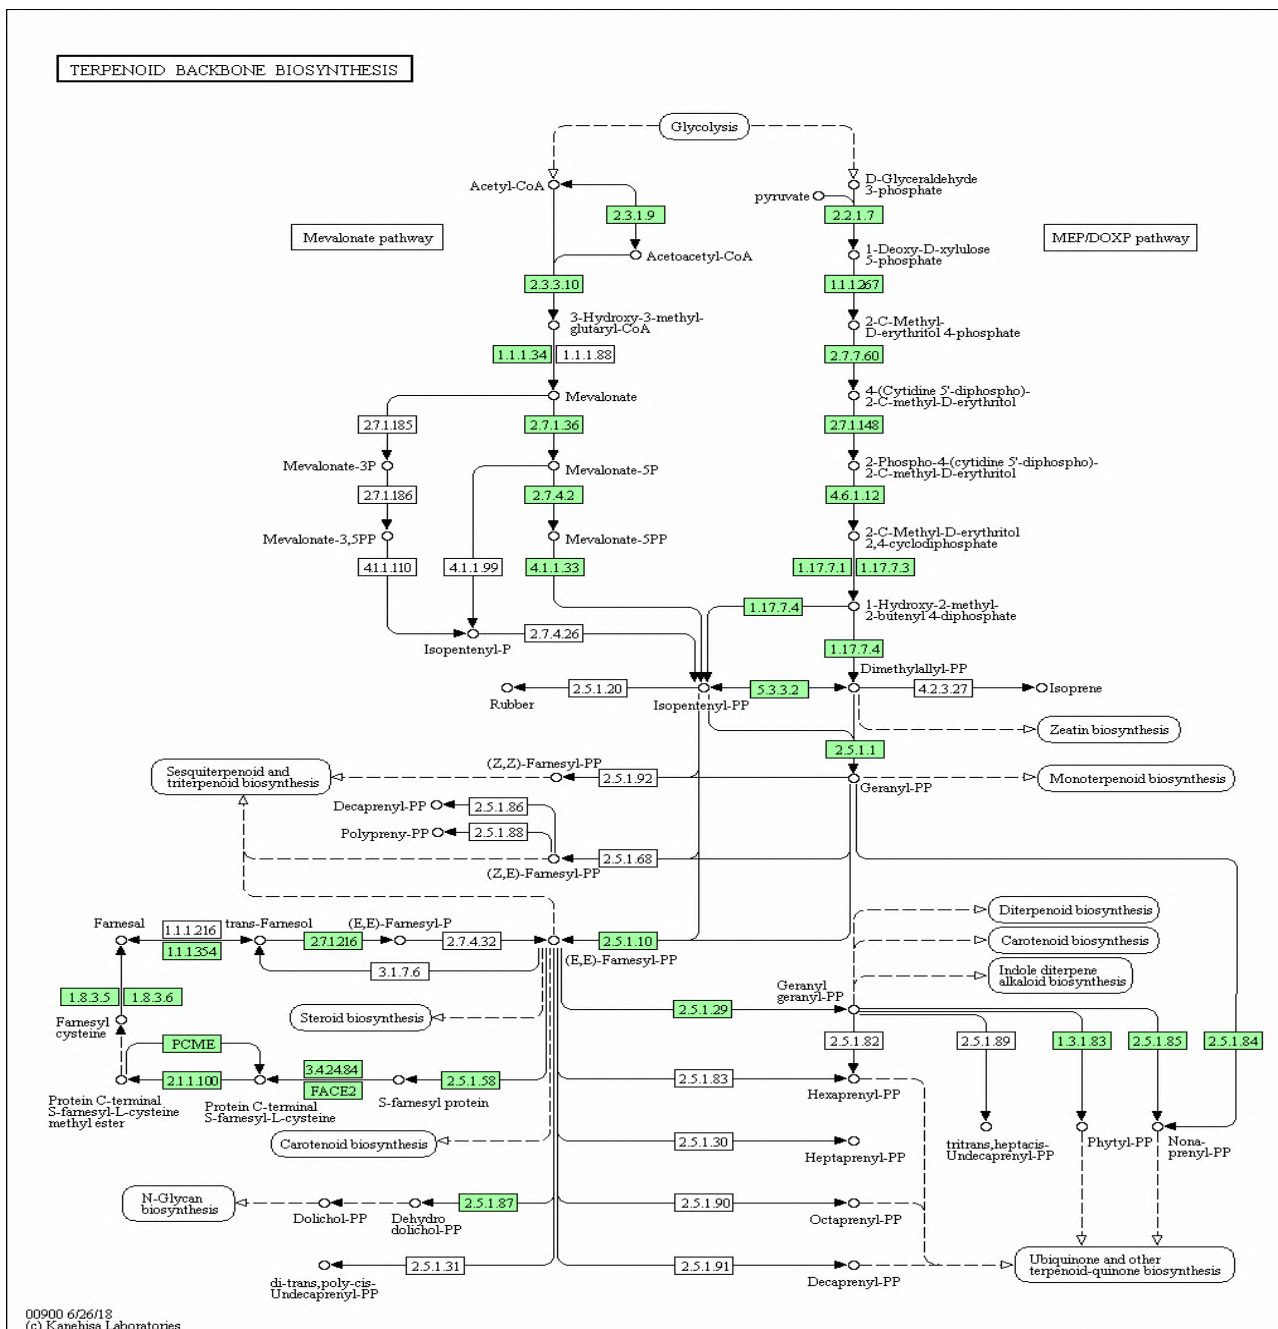 TERPENOID BACKBONE BIOSYNTHESIS
Glycolysis
Acetyl-CoA
D-Glyceraldehyde
3-phosphate
pyruvate
2.3.1.9
2.2.1.7
Mevalonate pathway
MEP/DOXP pathway
Acetoacetyl-CoA
1-Deoxy-D-xylulose
5-phosphate
2.3.3.10
1.1.1.267
3-Hydroxy-3-methyl-
glutaryl-CoA
2-C-Methyl-
D-erythritol 4-phosphate
1.1.1.34
1.1.1.88
2.7.7.60
Mevalonate
4-(Cytidine 5'-diphospho)-
2-C-methyl-D-erythritol
2.7.1.185
2.7.1.36
2.7.1.148
Mevalonate-3P
Mevalonate-5P
2-Phospho-4-(cytidine 5'-diphospho)-
2-C-methyl-D-erythritol
2.7.1.186
2.7.4.2
4.6.1.12
Mevalonate-3,5PP
Mevalonate-5PP
2-C-Methyl-D-erythritol
2,4-cyclodiphosphate
4.1.1.110
4.1.1.99
4.1.1.33
1.17.7.1
1.17.7.3
1.17.7.4
1-Hydroxy-2-methyl-
2-butenyl 4-diphosphate
2.7.4.26
Isopentenyl-P
1.17.7.4
Dimethylallyl-PP
2.5.1.20
5.3.3.2
4.2.3.27
Isoprene
Rubber
Isopentenyl-PP
Zeatin biosynthesis
2.5.1.1
(Z,Z)-Farnesyl-PP
Sesquiterpenoid and
triterpenoid biosynthesis
2.5.1.92
Geranyl-PP
Monoterpenoid biosynthesis
Decaprenyl-PP
2.5.1.86
Polypreny-PP
2.5.1.88
2.5.1.68
(Z,E)-Farnesyl-PP
Diterpenoid biosynthesis
Farnesal
1.1.1.216
trans-Farnesol
(E,E)-Farnesyl-P
2.7.1.216
2.7.4.32
2.5.1.10
Carotenoid biosynthesis
1.1.1.354
(E,E)-Farnesyl-PP
3.1.7.6
Indole diterpene
alkaloid biosynthesis
1.8.3.5
1.8.3.6
Geranyl
geranyl-PP
2.5.1.29
Farnesyl
cysteine
Steroid biosynthesis
PCME
2.5.1.82
2.5.1.89
1.3.1.83
2.5.1.85
2.5.1.84
3.4.24.84
2.1.1.100
FACE2
2.5.1.58
2.5.1.83
Hexaprenyl-PP
Protein C-terminal
S-farnesyl-L-cysteine
methyl ester
Protein C-terminal
S-farnesyl-L-cysteine
S-farnesyl protein
Carotenoid biosynthesis
2.5.1.30
Heptaprenyl-PP
tritrans,heptacis-
Undecaprenyl-PP
Phytyl-PP
Nona-
prenyl-PP
N-Glycan
biosynthesis
Dolichol-PP
Dehydro
dolichol-PP
2.5.1.87
2.5.1.90
Octaprenyl-PP
di-trans,poly-cis-
Undecaprenyl-PP
2.5.1.31
2.5.1.91
Decaprenyl-PP
Ubiquinone and other
terpenoid-quinone biosynthesis
00900 6/26/18
(c) Kanehisa Laboratories